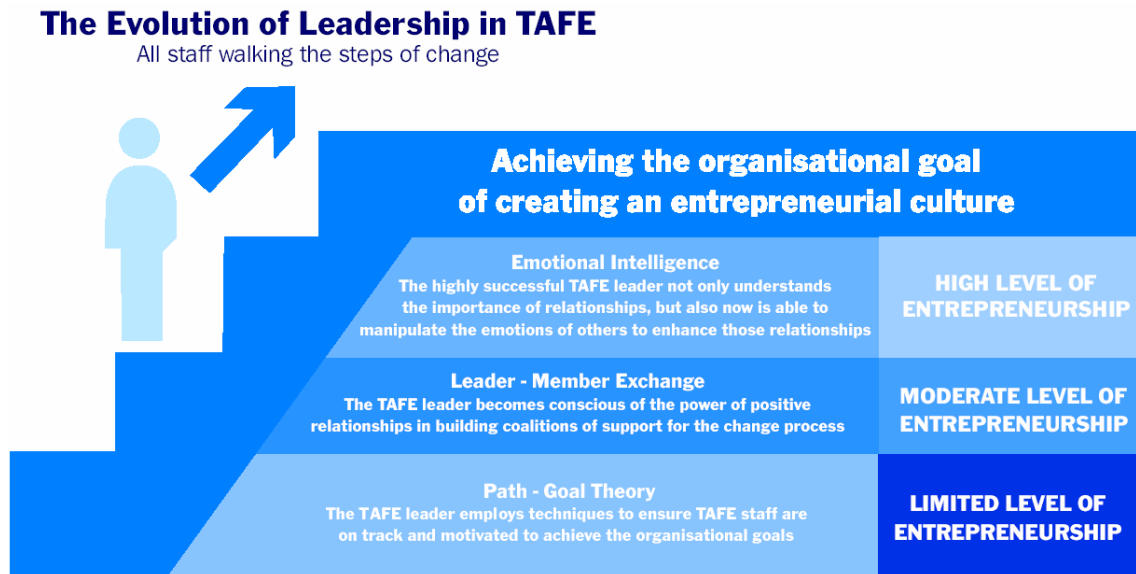 The Evolution of Leadership in TAFE
All staff walking the steps of change
Achieving the organisational goal
of creating an entrepreneurial culture
Emotional Intelligence
The highly successful TAFE leader not only understands
the importance of relationships, but also now is able to
manipulate the emotions of others to enhance those relationships
HIGH LEVEL OF
ENTREPRENEURSHIP
Leader - Member Exchange
The TAFE leader becomes conscious of the power of positive
relationships in building coalitions of support for the change process
MODERATE LEVEL OF
ENTREPRENEURSHIP
Path - Goal Theory
The TAFE leader employs techniques to ensure TAFE staff are
on track and motivated to achieve the organisational goals
LIMITED LEVEL OF
ENTREPRENEURSHIP